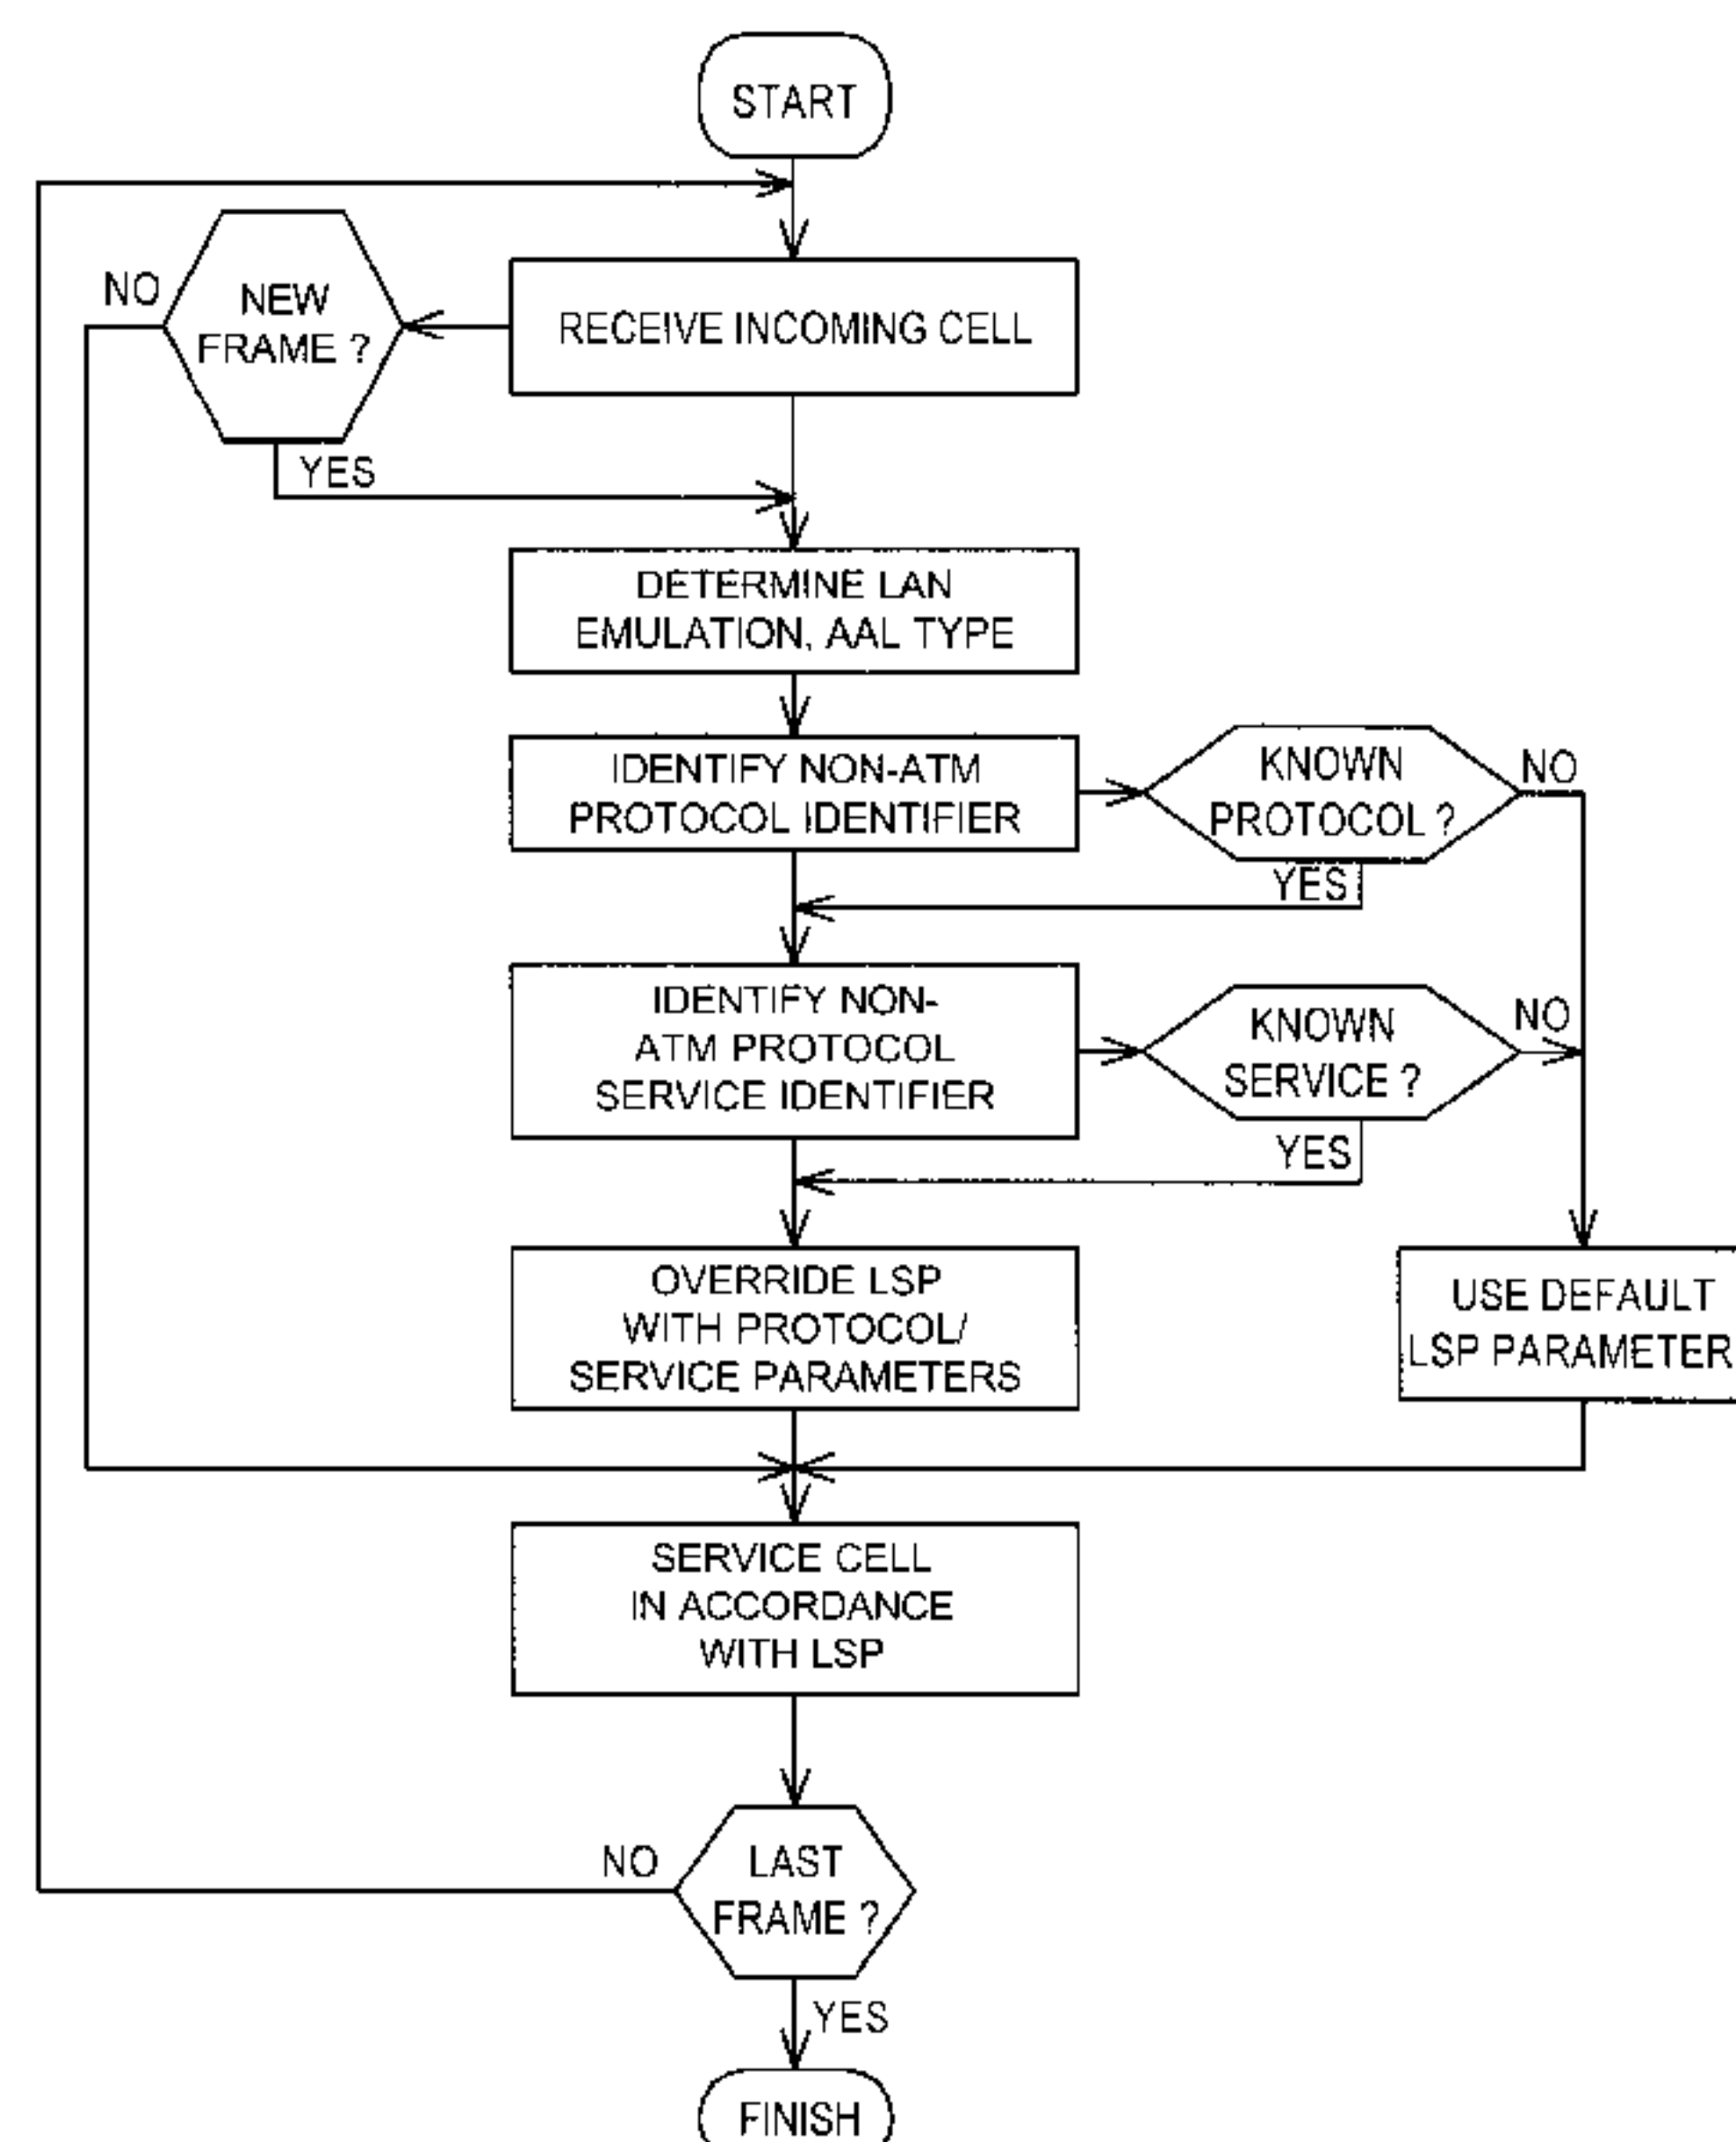 START
NO
NEW
FRAME ?
RECEIVE INCOMING CELL
YES
DETERMINE LAN
EMULATION, AAL TYPE
IDENTIFY NON-ATM
PROTOCOL IDENTIFIER
KNOWN
PROTOCOL ?
NO
YES
IDENTIFY NON-
ATM PROTOCOL
SERVICE IDENTIFIER
KNOWN
SERVICE ?
NO
YES
OVERRIDE LSP
WITH PROTOCOL/
SERVICE PARAMETERS
USE DEFAULT
LSP PARAMETER
SERVICE CELL
IN ACCORDANCE
WITH LSP
NO
LAST
FRAME ?
YES
FINISH